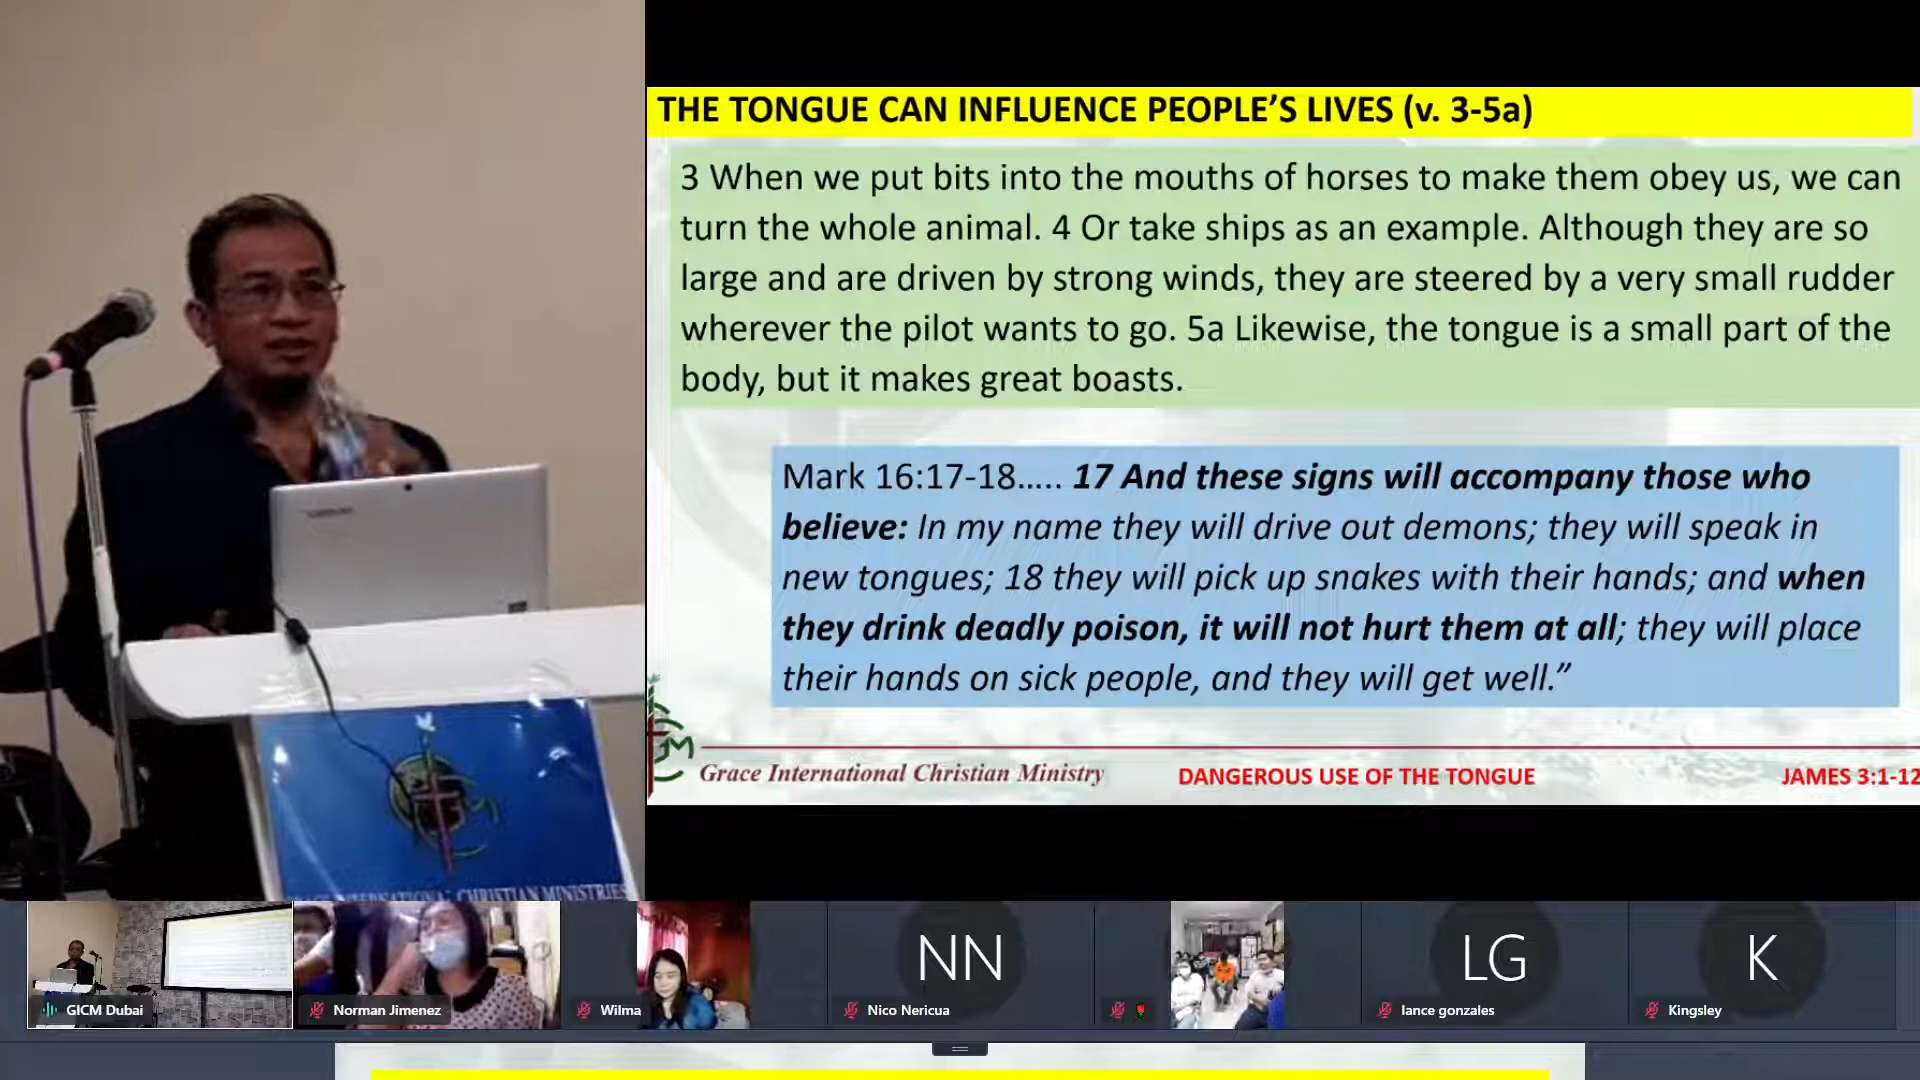 THE TONGUE CAN INFLUENCE PEOPLE'S LIVES (v. 3-5a)
3 When we put bits into the mouths of horses to make them obey us, we can
turn the whole animal. 4 Or take ships as an example. Although they are so
large and are driven by strong winds, they are steered by a very small rudder
wherever the pilot wants to go. 5a Likewise, the tongue is a small part of the
body, but it makes great boasts.
Mark 16:17-18..... 17 And these signs will accompany those who
believe: In my name they will drive out demons; they will speak in
new tongues; 18 they will pick up snakes with their hands; and when
they drink deadly poison, it will not hurt them at all; they will place
their hands on sick people, and they will get well.”
Grace International Christian Ministry
DANGEROUS USE OF THE TONGUE
JAMES 3:1-12
INTERNATIONAL CHRISTIAN MINISTRIES
GICM Dubai
Norman Jimenez
Wilma
NN
Nico Nericua
LG
lance gonzales
K
Kingsley